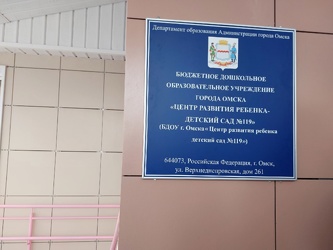 Департамент образования Администрации города Омска
БЮДЖЕТНОЕ ДОШКОЛЬНОЕ
ОБРАЗОВАТЕЛЬНОЕ УЧРЕЖДЕНИЕ
ГОРОДА ОМСКА
«ЦЕНТР РАЗВИТИЯ РЕБЕНКА-
ДЕТСКИЙ САД №119»
(БДОУ г. Омска «Центр развития ребенка
детский сад №119»)
644073, Российская Федерация, г. Омск,
ул. Верхнеднепровская, дом 261